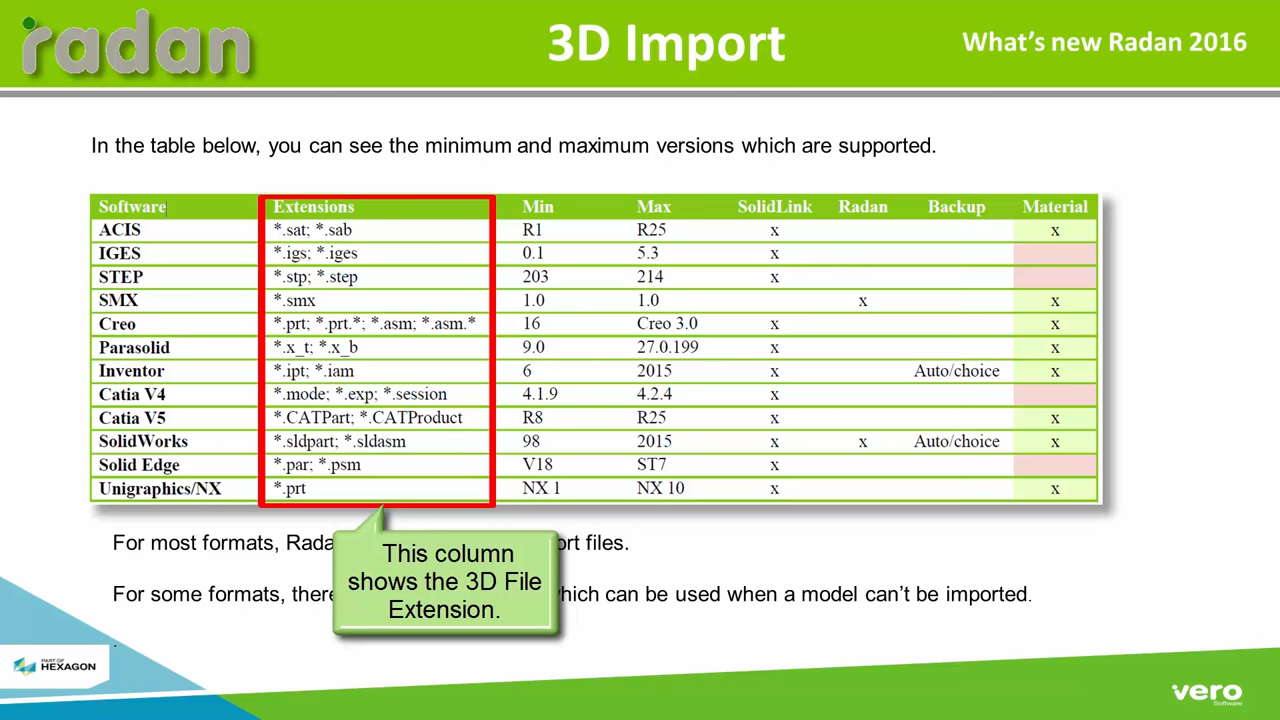 radan
3D Import
What's new Radan 2016
In the table below, you can see the minimum and maximum versions which are supported.
Software Extensions Min Max SolidLink Radan Backup Material
ACIS *.sat; *.sab R1 R25 x x
IGES *.igs; *.iges 0.1 5.3 x
STEP *.stp; *.step 203 214 x
SMX *.smx 1.0 1.0 x x
Creo *.prt; *.prt.*; *.asm; *.asm.* 16 Creo 3.0 x x
Parasolid *.x_t; *.x_b 9.0 27.0.199 x x
Inventor *.ipt; *.iam 6 2015 x Auto/choice x
Catia V4 *.mode; *.exp; *.session 4.1.9 4.2.4 x
Catia V5 *.CATPart; *.CATProduct R8 R25 x x
SolidWorks *.sldpart; *.sldasm 98 2015 x x Auto/choice x
Solid Edge *.par; *.psm V18 ST7 x
Unigraphics/NX *.prt NX 1 NX 10 x x
For most formats, files.
This column
shows the 3D File
Extension.
For some formats, which can be used when a model can't be imported.
.
PART OF
HEXAGON
vero
Software